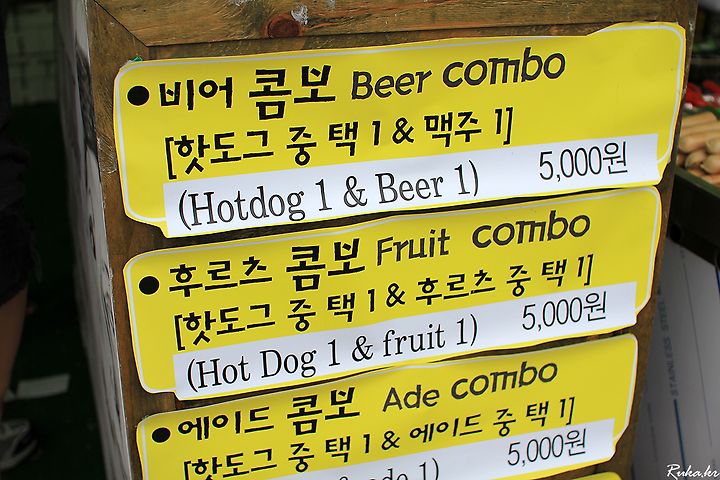 ● 비어 콤보 Beer combo
[핫도그 중 택 1 & 맥주 1]
(Hotdog 1 & Beer 1) 5,000원
● 후르츠 콤보 Fruit combo
[핫도그 중 택 1 & 후르츠 중 택 1]
(Hot Dog 1 & fruit 1) 5,000원
● 에이드 콤보 Ade combo
[핫도그 중 택 1 & 에이드 중 택 1]
1) 5,000원
STAINLESS STEEL
Ruka.kr